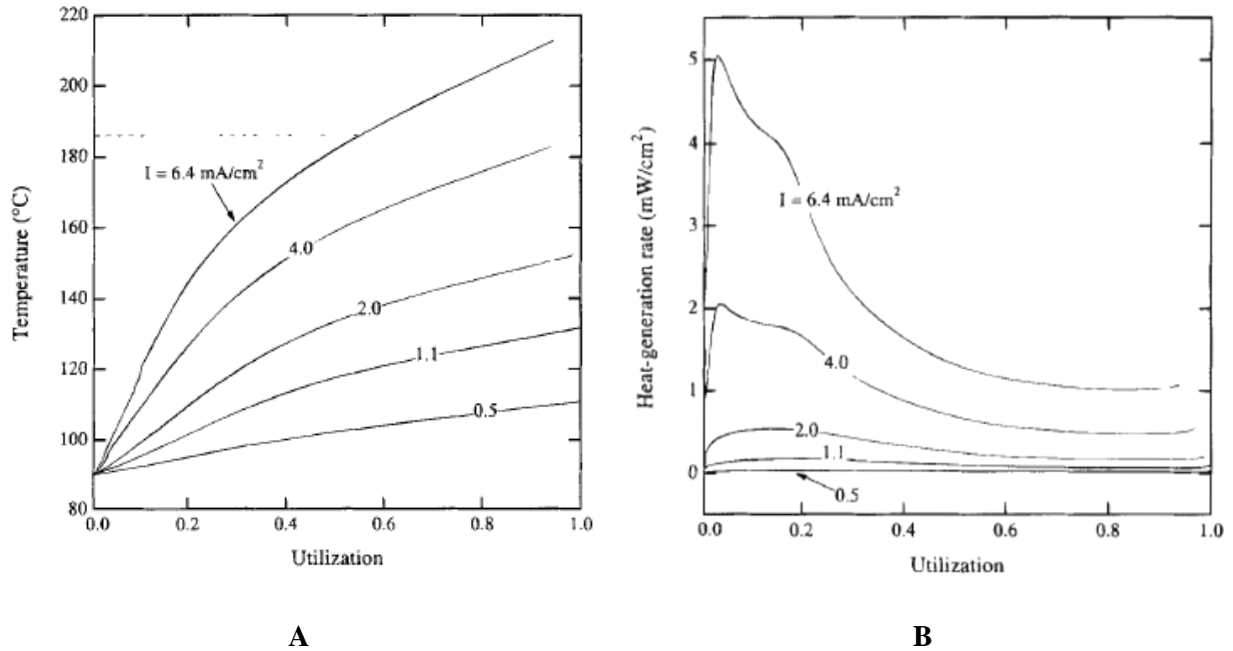 220
200
180
160
140
120
100
80
Temperature (°C)
I = 6.4 mA/cm²
4.0
2.0
1.1
0.5
0.0 0.2 0.4 0.6 0.8 1.0
Utilization
A
5
4
3
2
1
0
Heat-generation rate (mW/cm²)
I = 6.4 mA/cm²
4.0
2.0
1.1
0.5
0.0 0.2 0.4 0.6 0.8 1.0
Utilization
B